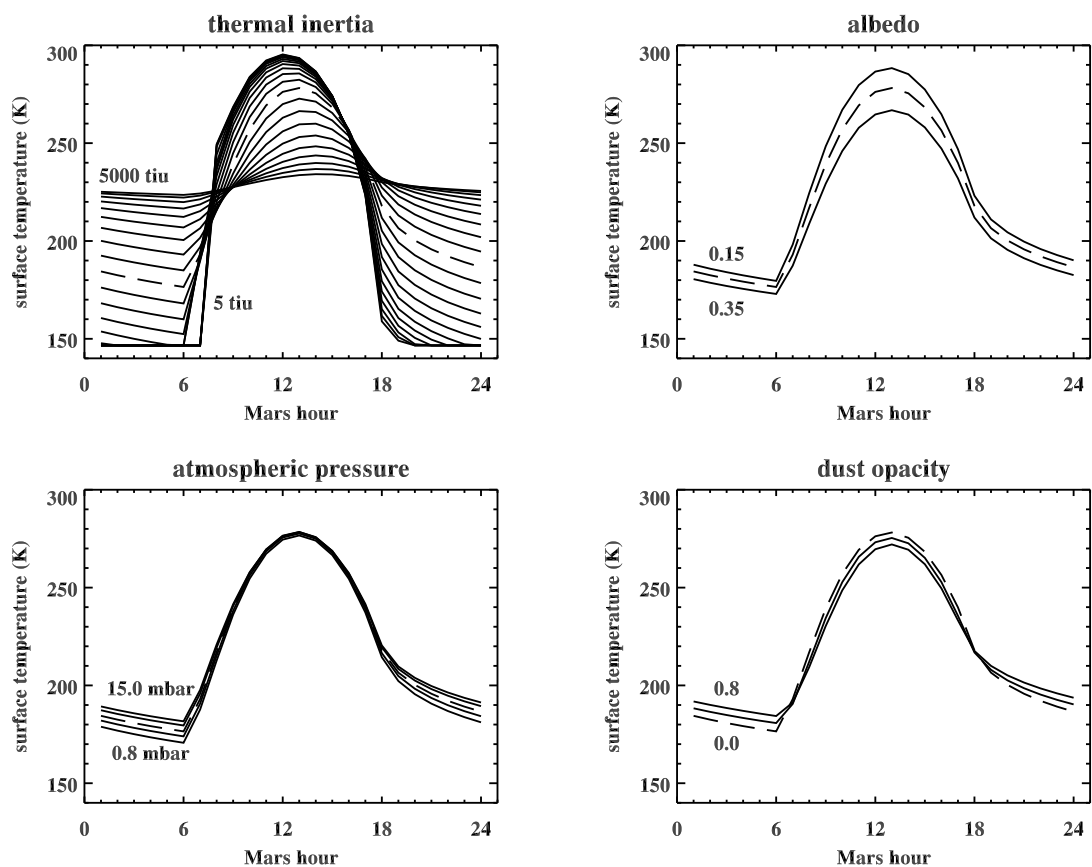 thermal inertia
surface temperature (K)
300
250
200
150
5000 tiu
5 tiu
0 6 12 18 24
Mars hour
albedo
surface temperature (K)
300
250
200
150
0.15
0.35
0 6 12 18 24
Mars hour
atmospheric pressure
surface temperature (K)
300
250
200
150
15.0 mbar
0.8 mbar
0 6 12 18 24
Mars hour
dust opacity
surface temperature (K)
300
250
200
150
0.8
0.0
0 6 12 18 24
Mars hour